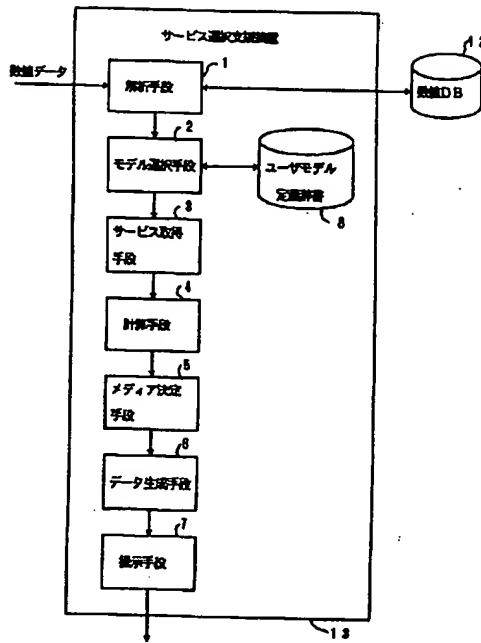 サービス選択支援装置
数値データ
1
解析手段
12
数値DB
2
モデル選択手段
ユーザモデル
定義辞書
8
3
サービス取得
手段
4
計算手段
5
メディア決定
手段
6
データ生成手段
7
提示手段
13